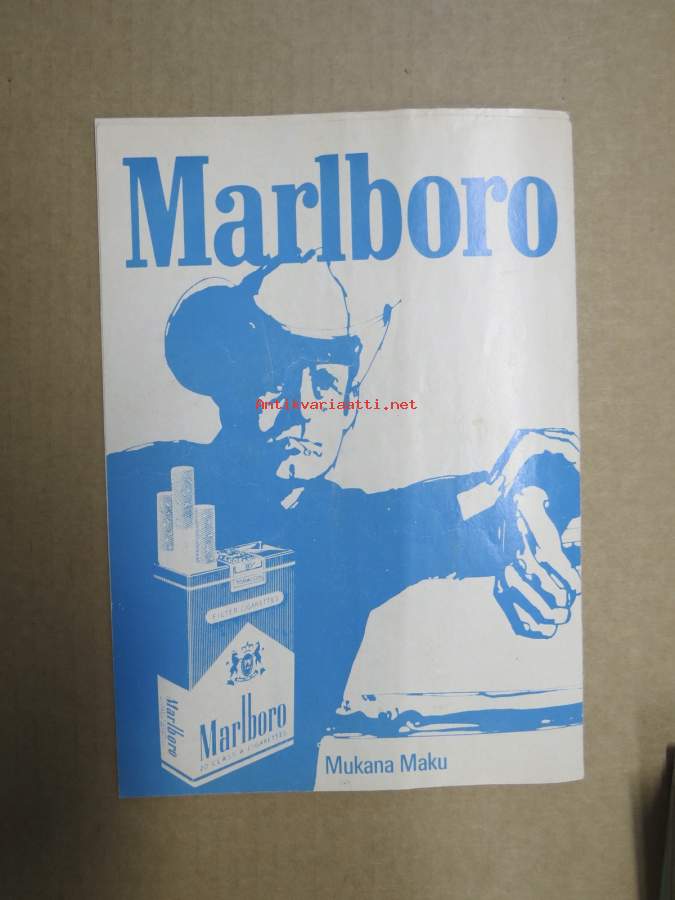 Marlboro
Antikvariaatti.net
FILTER CIGARETTES
Marlboro
Marlboro
20 CLASS A CIGARETTES
Mukana Maku